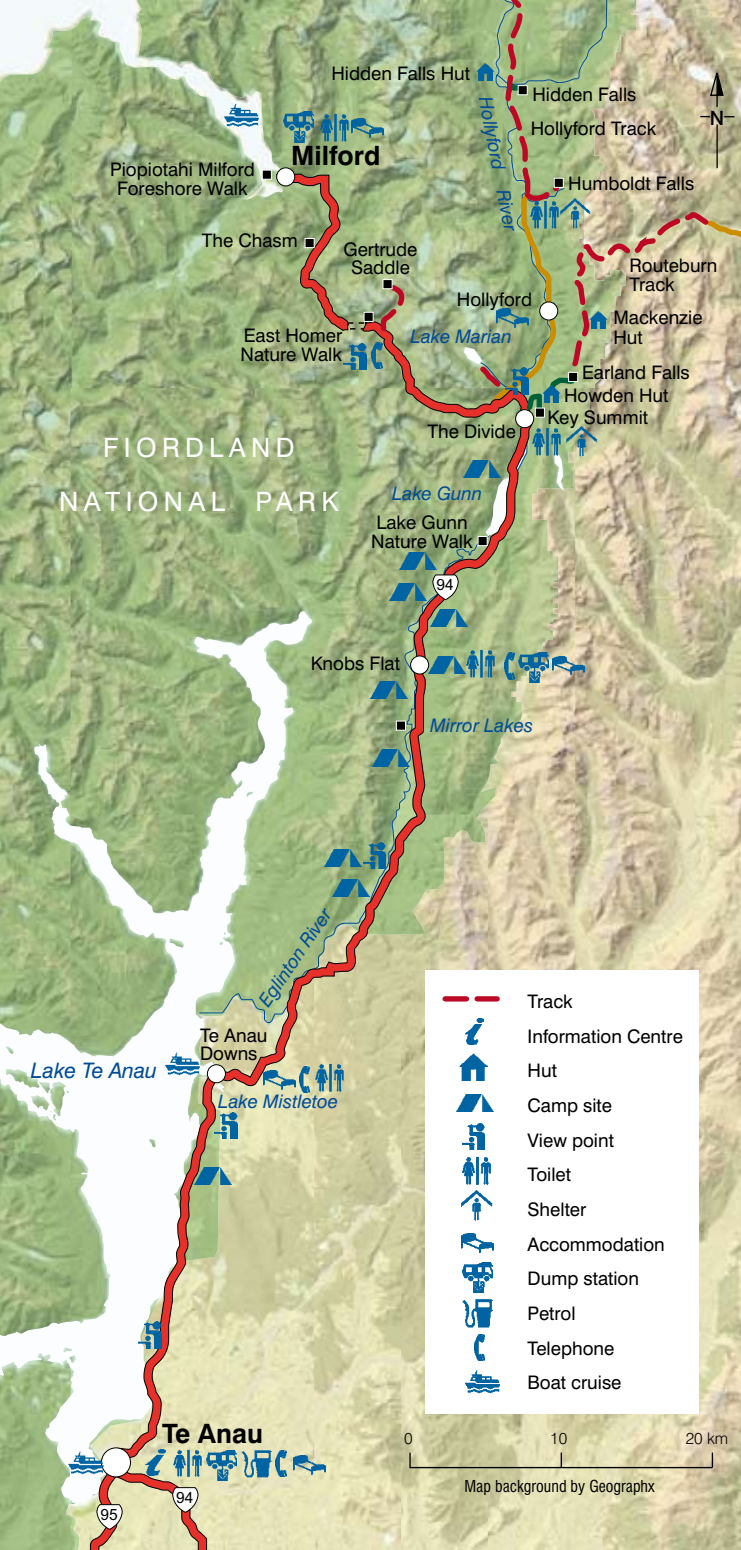 Hidden Falls Hut
Hidden Falls
Hollyford Track
Hollyford
River
N
Milford
Piopiotahi Milford
Foreshore Walk
Humboldt Falls
The Chasm
Gertrude
Saddle
Routeburn
Track
Hollyford
Mackenzie
Hut
East Homer
Nature Walk
Lake Marian
Earland Falls
Howden Hut
Key Summit
The Divide
FIORDLAND
NATIONAL PARK
Lake Gunn
Lake Gunn
Nature Walk
94
Knobs Flat
Mirror Lakes
Eglinton River
Te Anau
Downs
Lake Te Anau
Lake Mistletoe
Track
Information Centre
Hut
Camp site
View point
Toilet
Shelter
Accommodation
Dump station
Petrol
Telephone
Boat cruise
Te Anau
95
94
0 10 20 km
Map background by Geographx